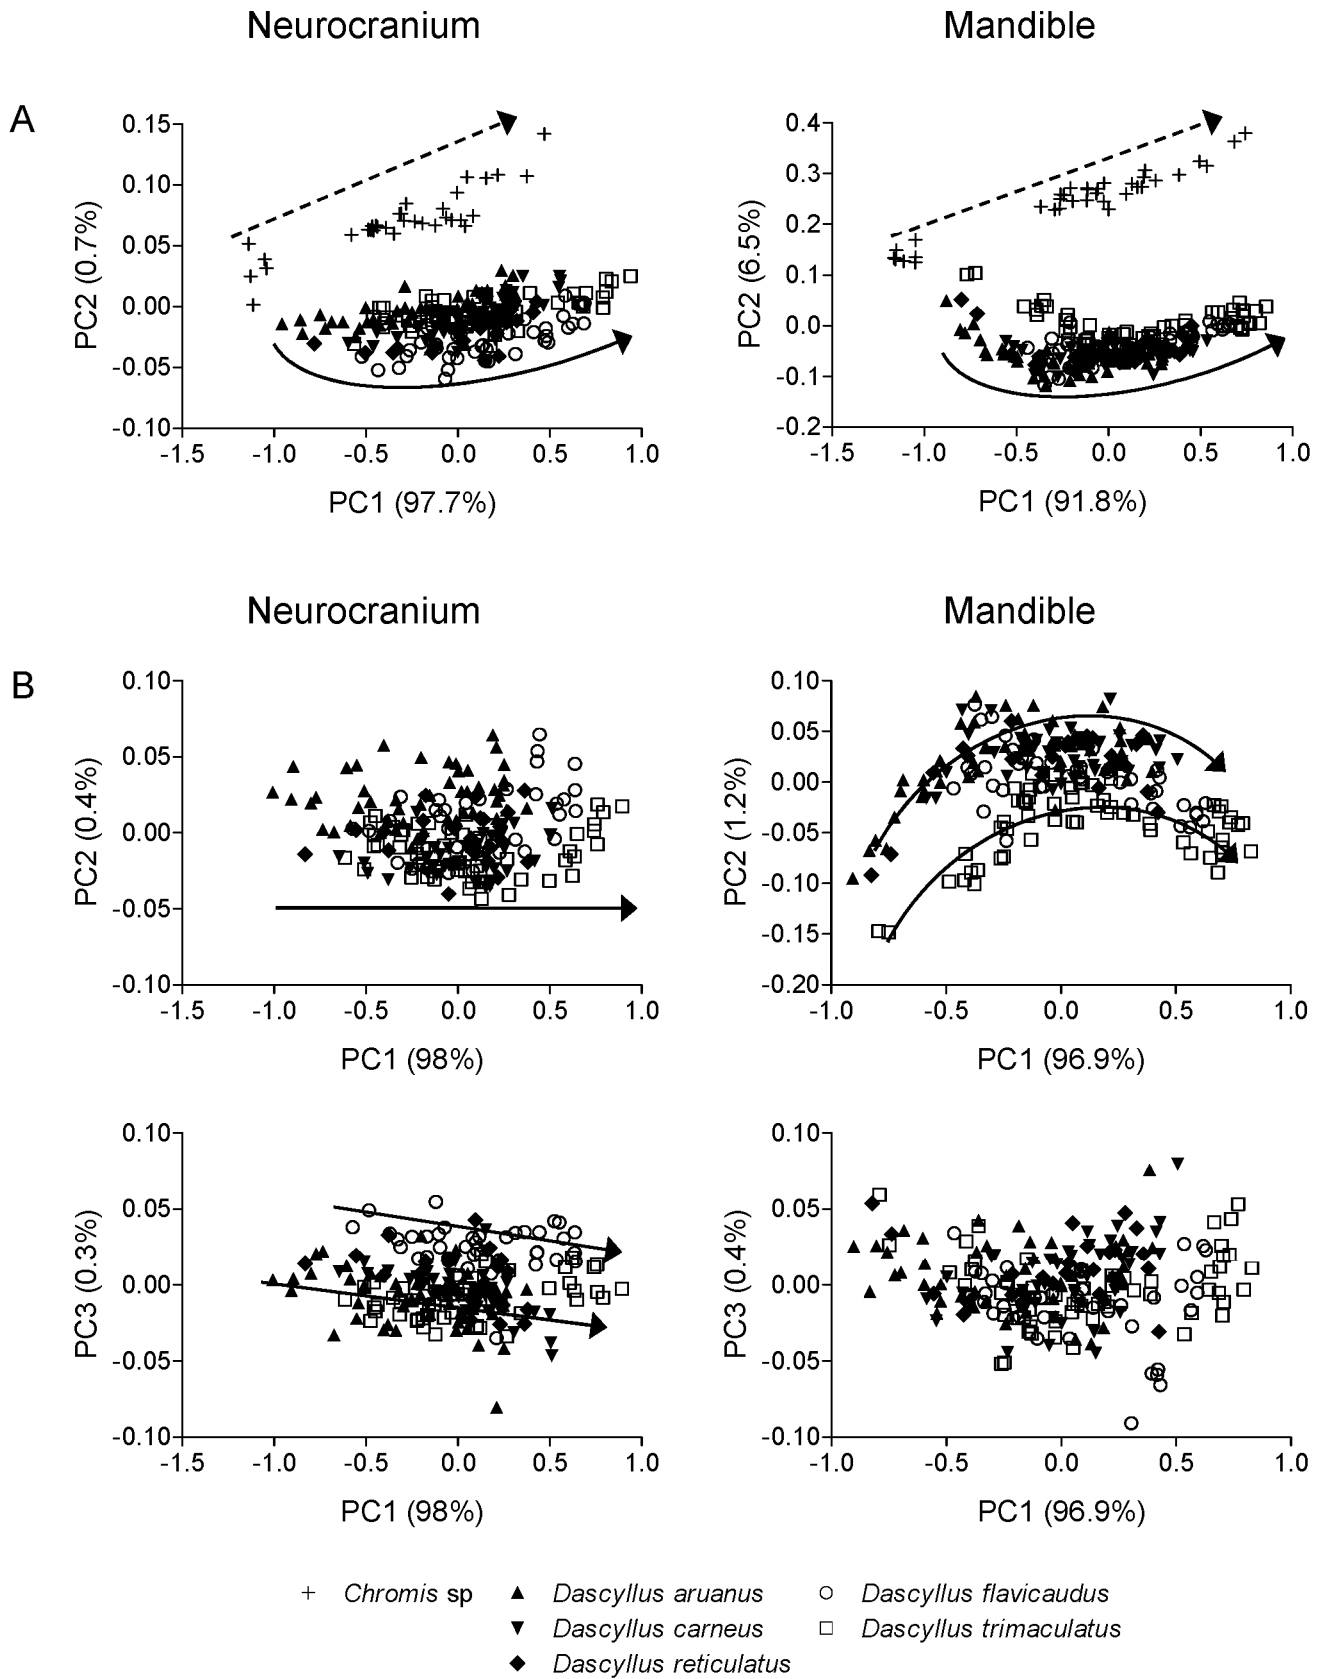 Neurocranium Mandible
A
0.15
0.10
0.05
0.00
-0.05
-0.10
PC2 (0.7%)
-1.5 -1.0 -0.5 0.0 0.5 1.0
PC1 (97.7%)
0.4
0.3
0.2
0.1
0.0
-0.1
-0.2
PC2 (6.5%)
-1.5 -1.0 -0.5 0.0 0.5 1.0
PC1 (91.8%)
Neurocranium Mandible
B
0.10
0.05
0.00
-0.05
-0.10
PC2 (0.4%)
-1.5 -1.0 -0.5 0.0 0.5 1.0
PC1 (98%)
0.10
0.05
0.00
-0.05
-0.10
-0.15
-0.20
PC2 (1.2%)
-1.0 -0.5 0.0 0.5 1.0
PC1 (96.9%)
0.10
0.05
0.00
-0.05
-0.10
PC3 (0.3%)
-1.5 -1.0 -0.5 0.0 0.5 1.0
PC1 (98%)
0.10
0.05
0.00
-0.05
-0.10
PC3 (0.4%)
-1.0 -0.5 0.0 0.5 1.0
PC1 (96.9%)
Chromis sp
Dascyllus aruanus
Dascyllus carneus
Dascyllus reticulatus
Dascyllus flavicaudus
Dascyllus trimaculatus